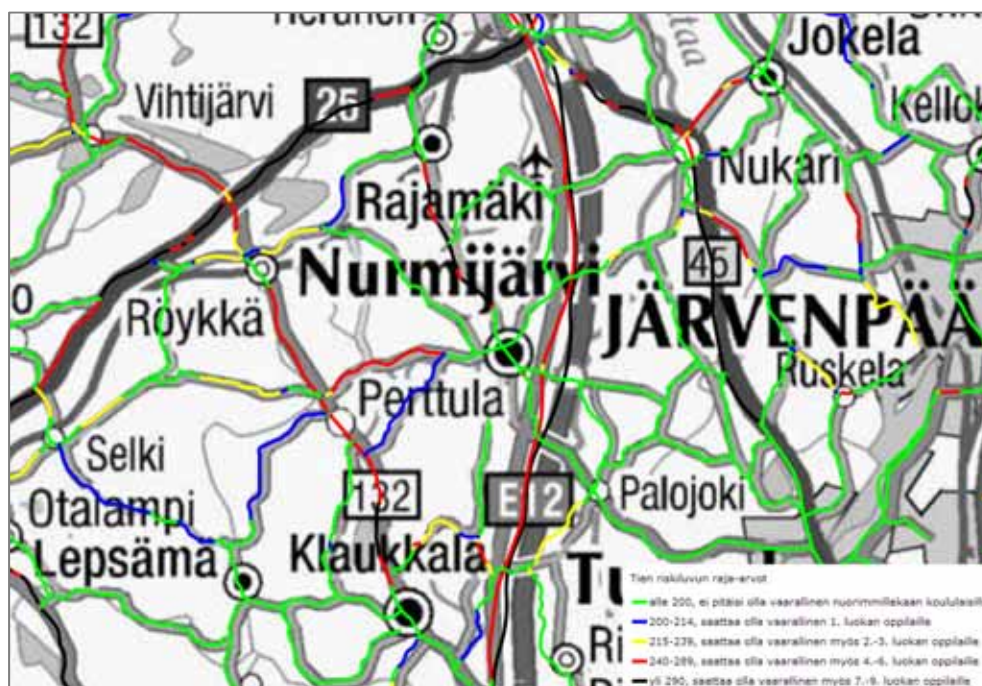 132
Jokela
Vihtijärvi
25
Nukari
Rajamäki
Nurmijärvi
45
JÄRVENPÄÄ
Röykkä
Ruskela
Perttula
Selki
132
E12
Palojoki
Otalampi
Lepsämä
Klaukkala
Tien riskiluvun raja-arvot
alle 200, ei pitäisi olla vaarallinen nuorimmillekaan koululaisille
200-214, saattaa olla vaarallinen 1. luokan oppilaille
215-239, saattaa olla vaarallinen myös 2.-3. luokan oppilaille
240-289, saattaa olla vaarallinen myös 4.-6. luokan oppilaille
yli 290, saattaa olla vaarallinen myös 7.-9. luokan oppilaille